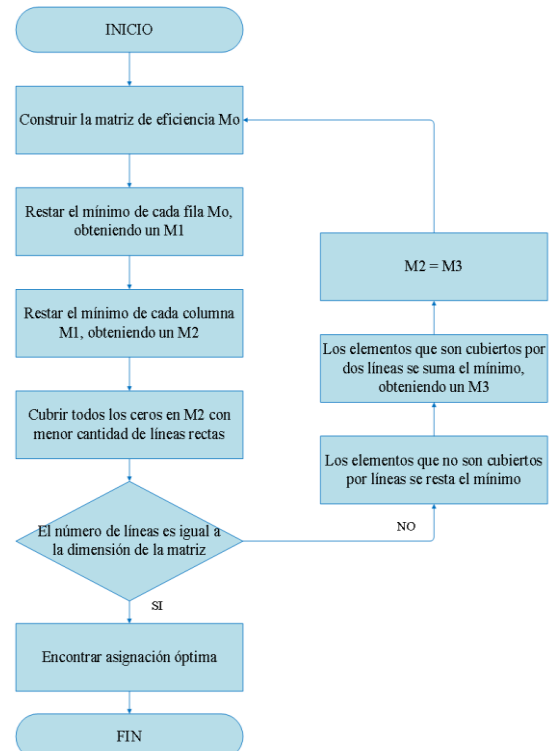 INICIO
Construir la matriz de eficiencia Mo
Restar el mínimo de cada fila Mo,
obteniendo un M1
Restar el mínimo de cada columna
M1, obteniendo un M2
Cubrir todos los ceros en M2 con
menor cantidad de líneas rectas
El número de líneas es igual a
la dimensión de la matriz
NO
Los elementos que no son cubiertos
por líneas se resta el mínimo
Los elementos que son cubiertos por
dos líneas se suma el mínimo,
obteniendo un M3
M2 = M3
SI
Encontrar asignación óptima
FIN